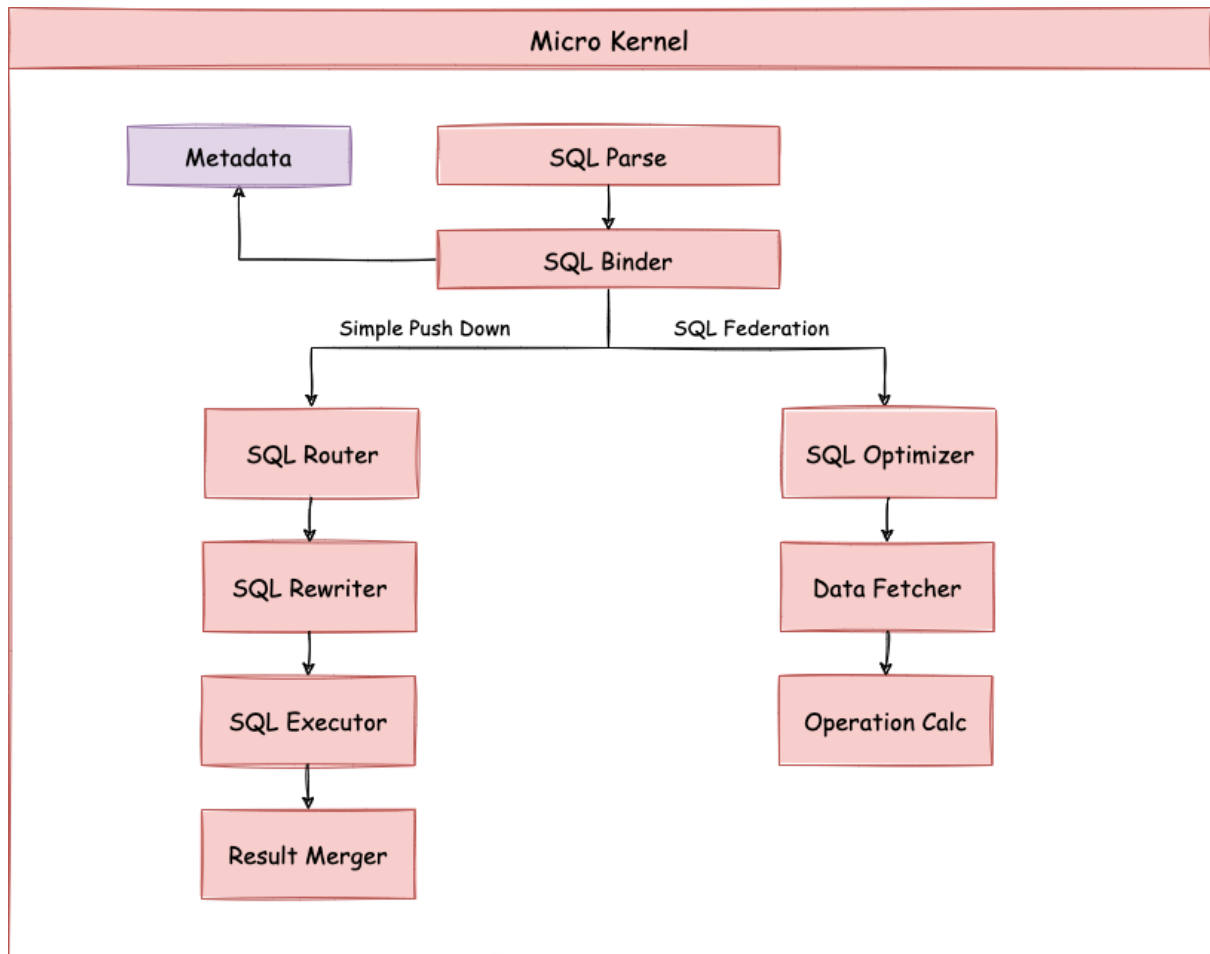 Micro Kernel
Metadata
SQL Parse
SQL Binder
Simple Push Down
SQL Federation
SQL Router
SQL Optimizer
SQL Rewriter
Data Fetcher
SQL Executor
Operation Calc
Result Merger